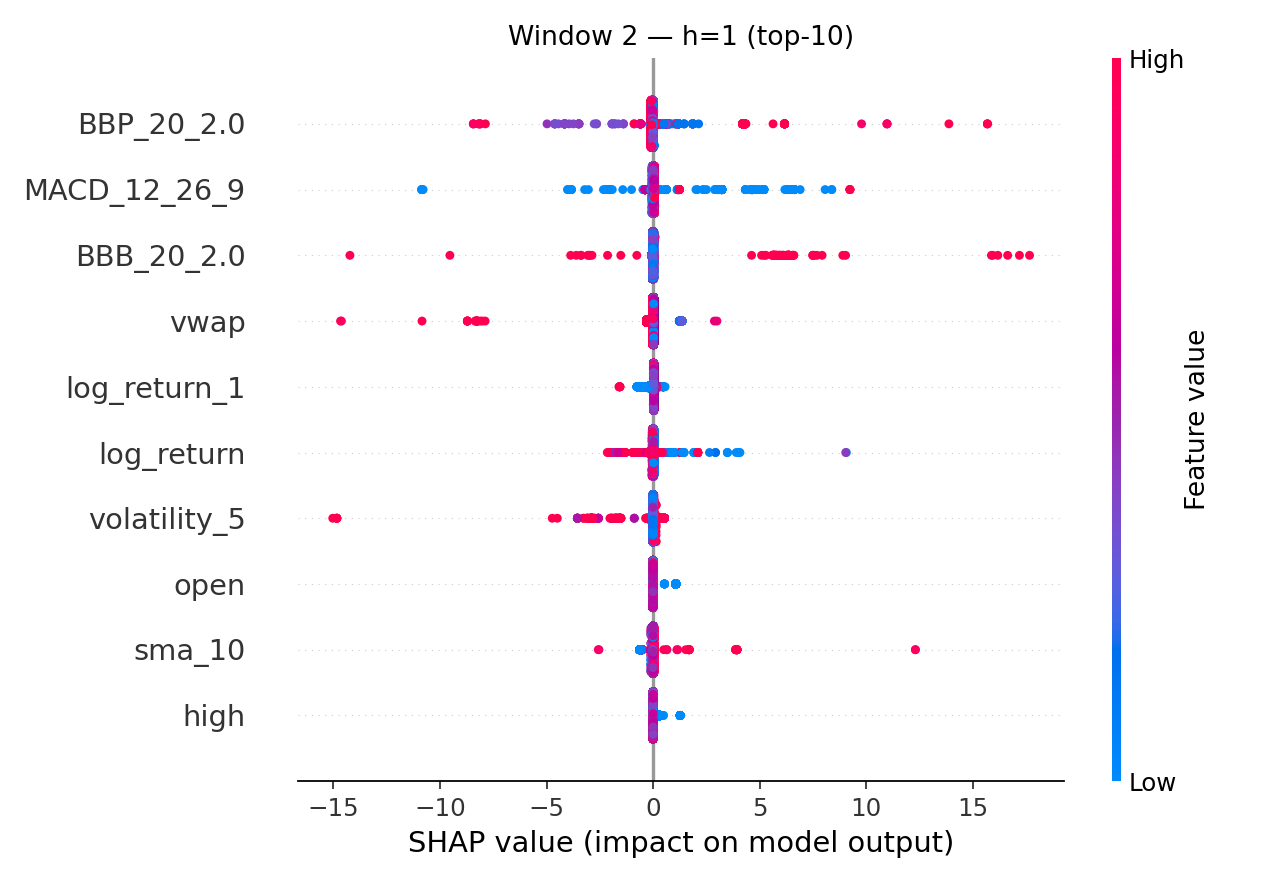 Window 2 — h=1 (top-10)
High
BBP_20_2.0
MACD_12_26_9
BBB_20_2.0
vwap
log_return_1
log_return
volatility_5
open
sma_10
high
Feature value
Low
−15 −10 −5 0 5 10 15
SHAP value (impact on model output)